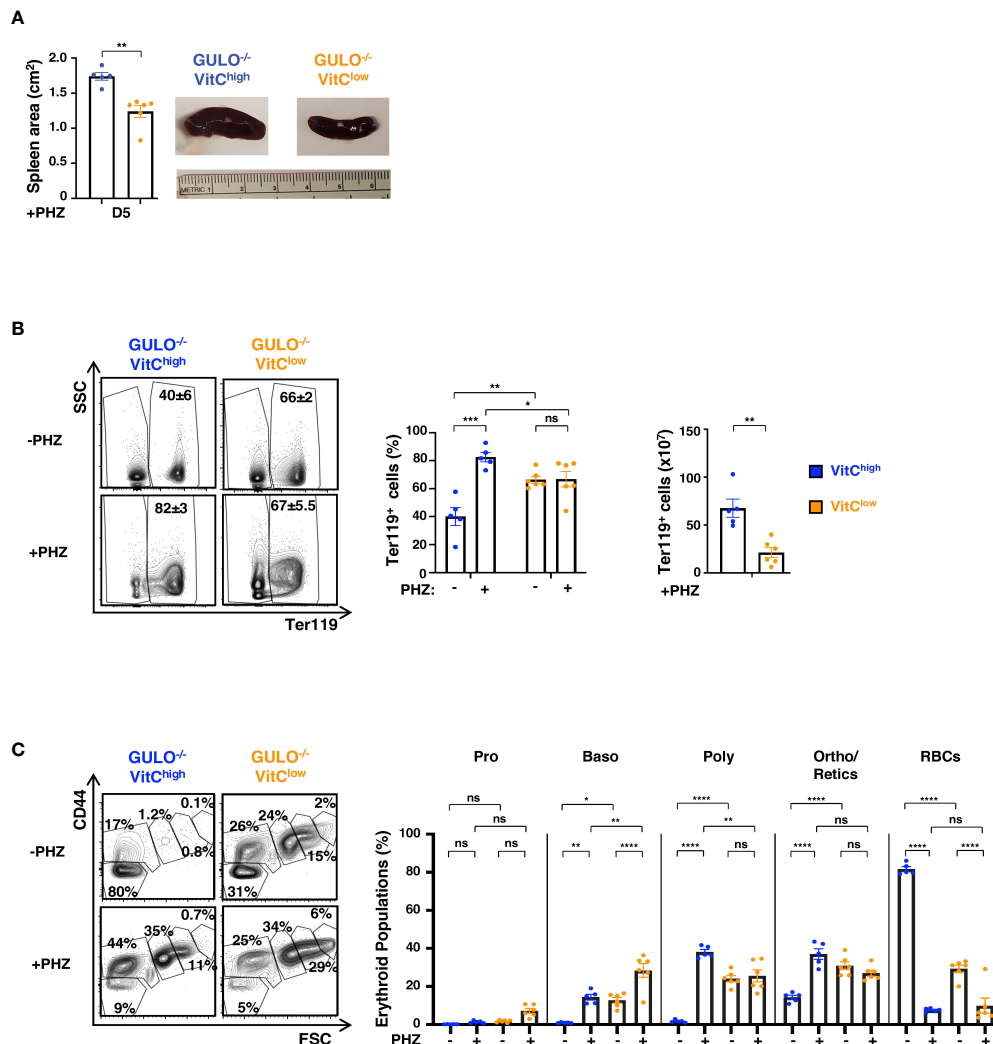 A
Spleen area (cm²)
2.0
1.5
1.0
0.5
0
**
+PHZ
D5
GULO-/-
VitChigh
GULO-/-
VitClow
METRIC 1 2 3 4 5 6
B
GULO-/-
VitChigh
GULO-/-
VitClow
SSC
-PHZ
40±6
66±2
+PHZ
82±3
67±5.5
Ter119
Ter119+ cells (%)
100
80
60
40
20
0
**
*
***
ns
PHZ: - + - +
Ter119+ cells (x10⁷)
150
100
50
0
**
+PHZ
VitChigh
VitClow
C
GULO-/-
VitChigh
GULO-/-
VitClow
CD44
-PHZ
17%
1.2%
0.1%
0.8%
80%
26%
24%
2%
15%
31%
+PHZ
44%
35%
0.7%
11%
9%
25%
34%
6%
29%
5%
FSC
Erythroid Populations (%)
100
80
60
40
20
0
Pro
Baso
Poly
Ortho/
Retics
RBCs
ns
ns
ns ns
*
**
** ****
****
**
**** ns
****
ns
**** ns
****
ns
**** ****
PHZ - + - + - + - + - + - + - + - + - + - +